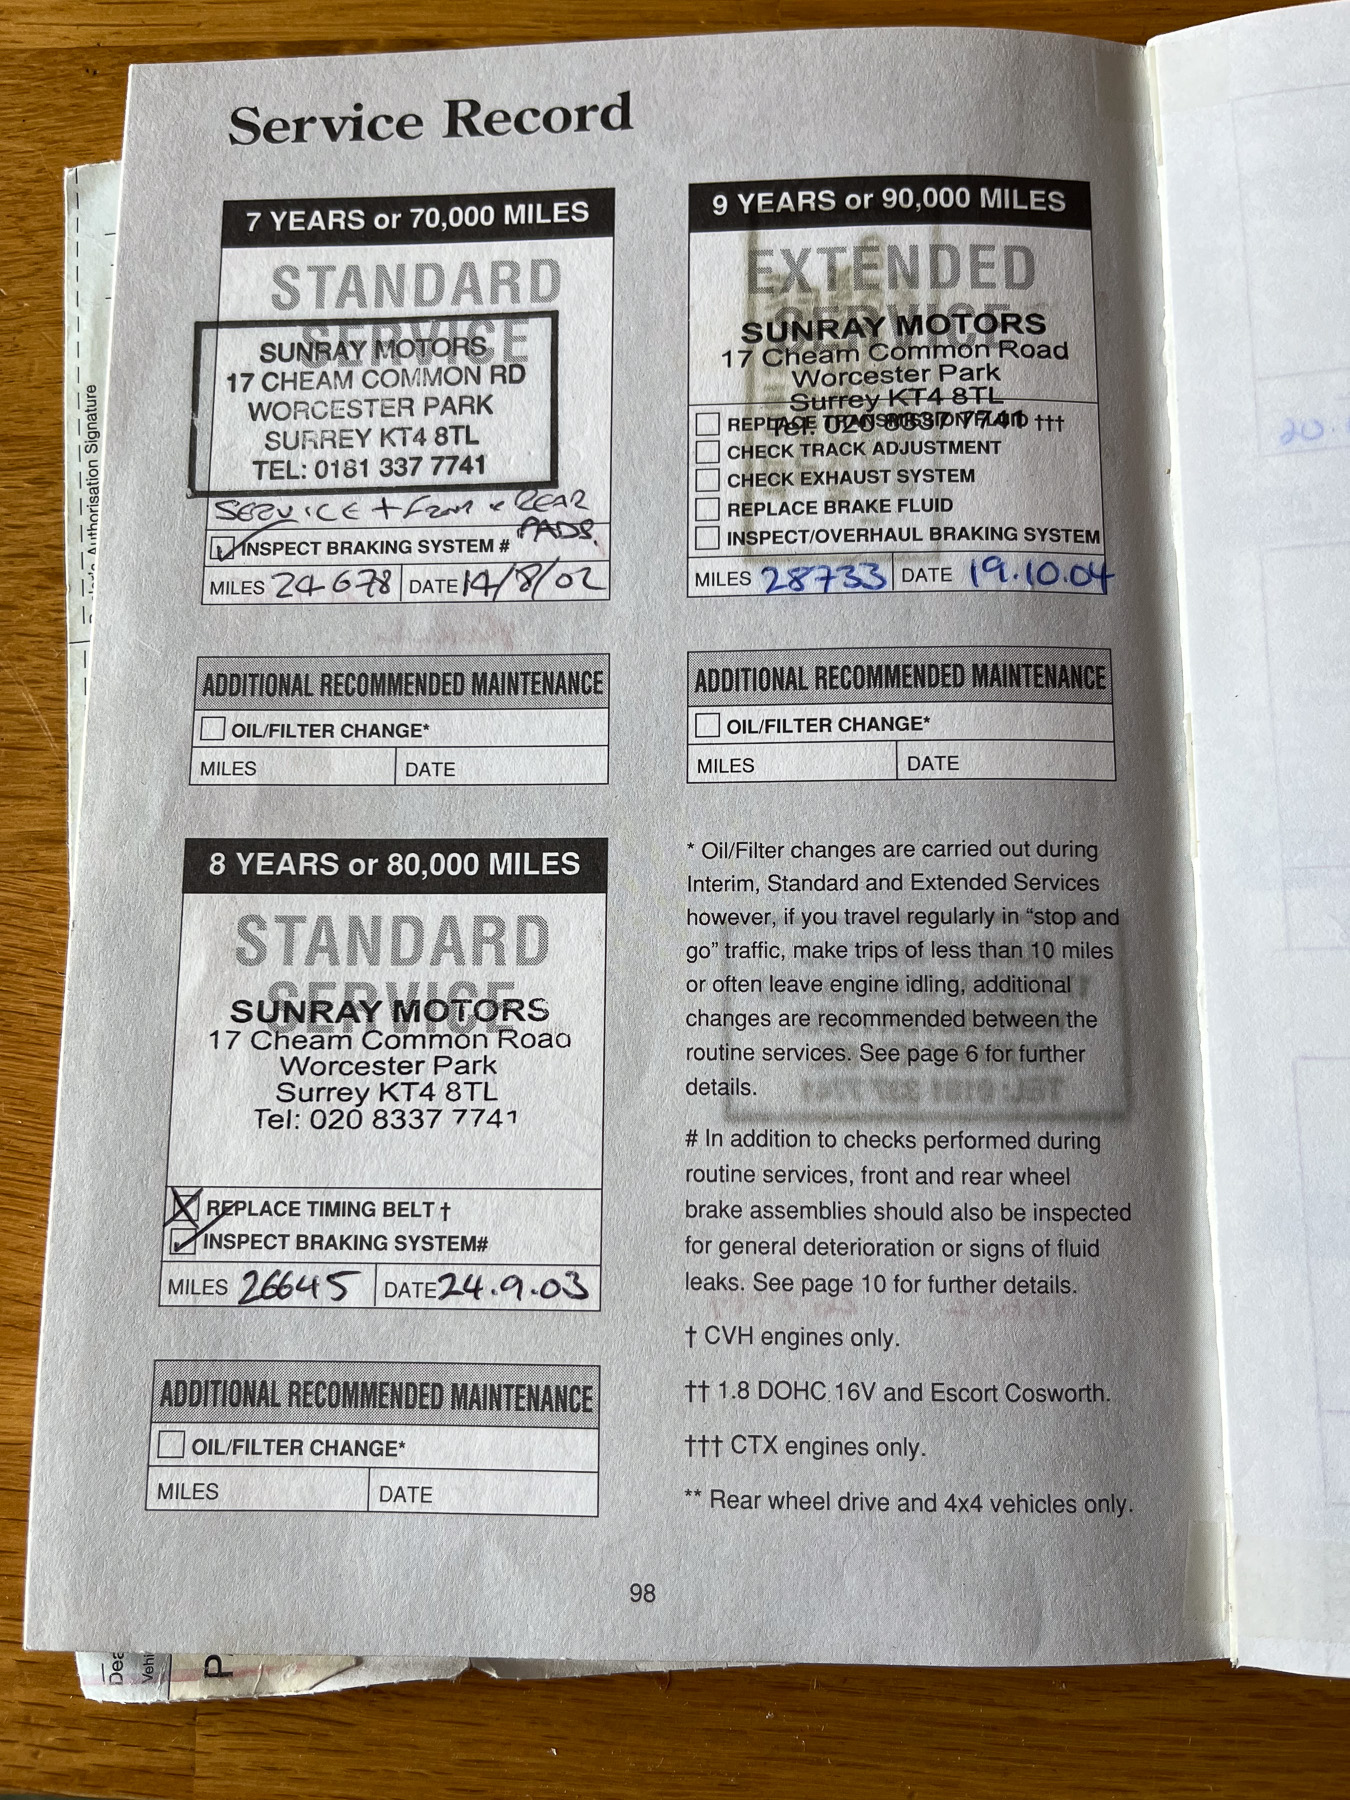 Service Record
7 YEARS or 70,000 MILES
STANDARD
SERVICE
SUNRAY MOTORS
17 CHEAM COMMON RD
WORCESTER PARK
SURREY KT4 8TL
TEL: 0181 337 7741
SERVICE + FRONT & REAR
PADS.
INSPECT BRAKING SYSTEM #
MILES 24678 DATE 14/8/02
ADDITIONAL RECOMMENDED MAINTENANCE
OIL/FILTER CHANGE*
MILES DATE
8 YEARS or 80,000 MILES
STANDARD
SERVICE
SUNRAY MOTORS
17 Cheam Common Road
Worcester Park
Surrey KT4 8TL
Tel: 020 8337 7741
REPLACE TIMING BELT †
INSPECT BRAKING SYSTEM#
MILES 26645 DATE 24.9.03
ADDITIONAL RECOMMENDED MAINTENANCE
OIL/FILTER CHANGE*
MILES DATE
9 YEARS or 90,000 MILES
EXTENDED
SERVICE
SUNRAY MOTORS
17 Cheam Common Road
Worcester Park
Surrey KT4 8TL
Tel: 020 8337 7741
REPLACE TRANSMISSION FLUID †††
CHECK TRACK ADJUSTMENT
CHECK EXHAUST SYSTEM
REPLACE BRAKE FLUID
INSPECT/OVERHAUL BRAKING SYSTEM
MILES 28733 DATE 19.10.04
ADDITIONAL RECOMMENDED MAINTENANCE
OIL/FILTER CHANGE*
MILES DATE
* Oil/Filter changes are carried out during
Interim, Standard and Extended Services
however, if you travel regularly in “stop and
go” traffic, make trips of less than 10 miles
or often leave engine idling, additional
changes are recommended between the
routine services. See page 6 for further
details.
# In addition to checks performed during
routine services, front and rear wheel
brake assemblies should also be inspected
for general deterioration or signs of fluid
leaks. See page 10 for further details.
† CVH engines only.
†† 1.8 DOHC 16V and Escort Cosworth.
††† CTX engines only.
** Rear wheel drive and 4x4 vehicles only.
98
Authorisation Signature